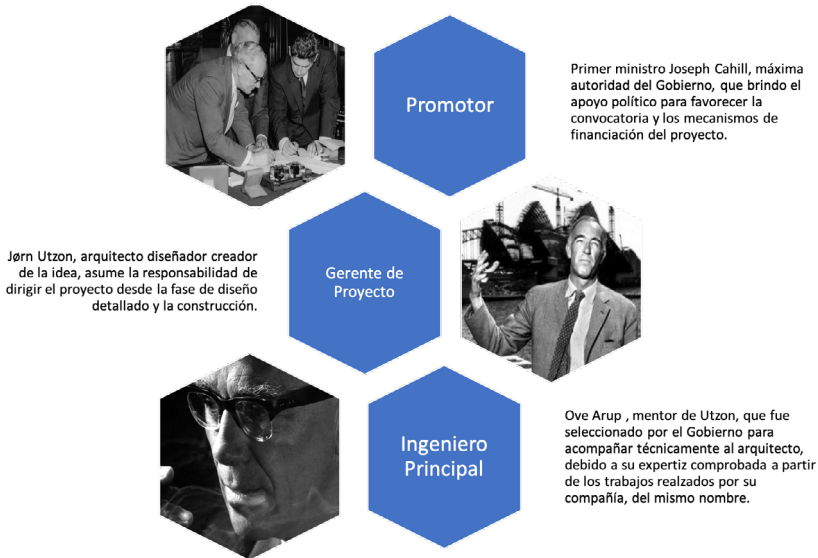 Promotor
Primer ministro Joseph Cahill, máxima
autoridad del Gobierno, que brindo el
apoyo político para favorecer la
convocatoria y los mecanismos de
financiación del proyecto.
Jørn Utzon, arquitecto diseñador creador
de la idea, asume la responsabilidad de
dirigir el proyecto desde la fase de diseño
detallado y la construcción.
Gerente de
Proyecto
Ingeniero
Principal
Ove Arup , mentor de Utzon, que fue
seleccionado por el Gobierno para
acompañar técnicamente al arquitecto,
debido a su expertiz comprobada a partir
de los trabajos realzados por su
compañía, del mismo nombre.